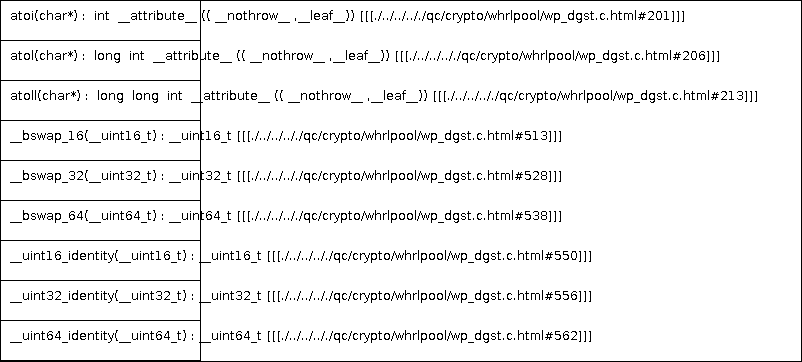 atoi(char*) : int __attribute__ (( __nothrow__ ,__leaf__)) [[[./../../../qc/crypto/whrlpool/wp_dgst.c.html#201]]]
atol(char*) : long int __attribute__ (( __nothrow__ ,__leaf__)) [[[./../../../qc/crypto/whrlpool/wp_dgst.c.html#206]]]
atoll(char*) : long long int __attribute__ (( __nothrow__ ,__leaf__)) [[[./../../../qc/crypto/whrlpool/wp_dgst.c.html#213]]]
__bswap_16(__uint16_t) : __uint16_t [[[./../../../qc/crypto/whrlpool/wp_dgst.c.html#513]]]
__bswap_32(__uint32_t) : __uint32_t [[[./../../../qc/crypto/whrlpool/wp_dgst.c.html#528]]]
__bswap_64(__uint64_t) : __uint64_t [[[./../../../qc/crypto/whrlpool/wp_dgst.c.html#538]]]
__uint16_identity(__uint16_t) : __uint16_t [[[./../../../qc/crypto/whrlpool/wp_dgst.c.html#550]]]
__uint32_identity(__uint32_t) : __uint32_t [[[./../../../qc/crypto/whrlpool/wp_dgst.c.html#556]]]
__uint64_identity(__uint64_t) : __uint64_t [[[./../../../qc/crypto/whrlpool/wp_dgst.c.html#562]]]